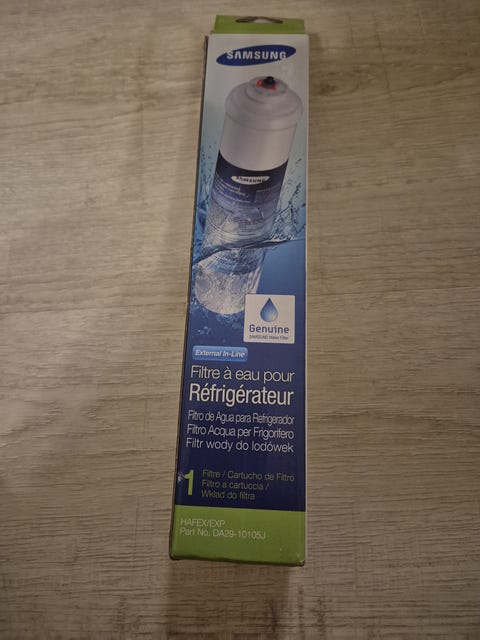 SAMSUNG
SAMSUNG
Genuine
SAMSUNG Water Filter
External In-Line
Filtre à eau pour
Réfrigérateur
Filtro de Agua para Refrigerador
Filtro Acqua per Frigorifero
Filtr wody do lodówek
1
Filtre / Cartucho de Filtro
Filtro a cartuccia /
Wkład do filtra
HAFEX/EXP
Part No. DA29-10105J